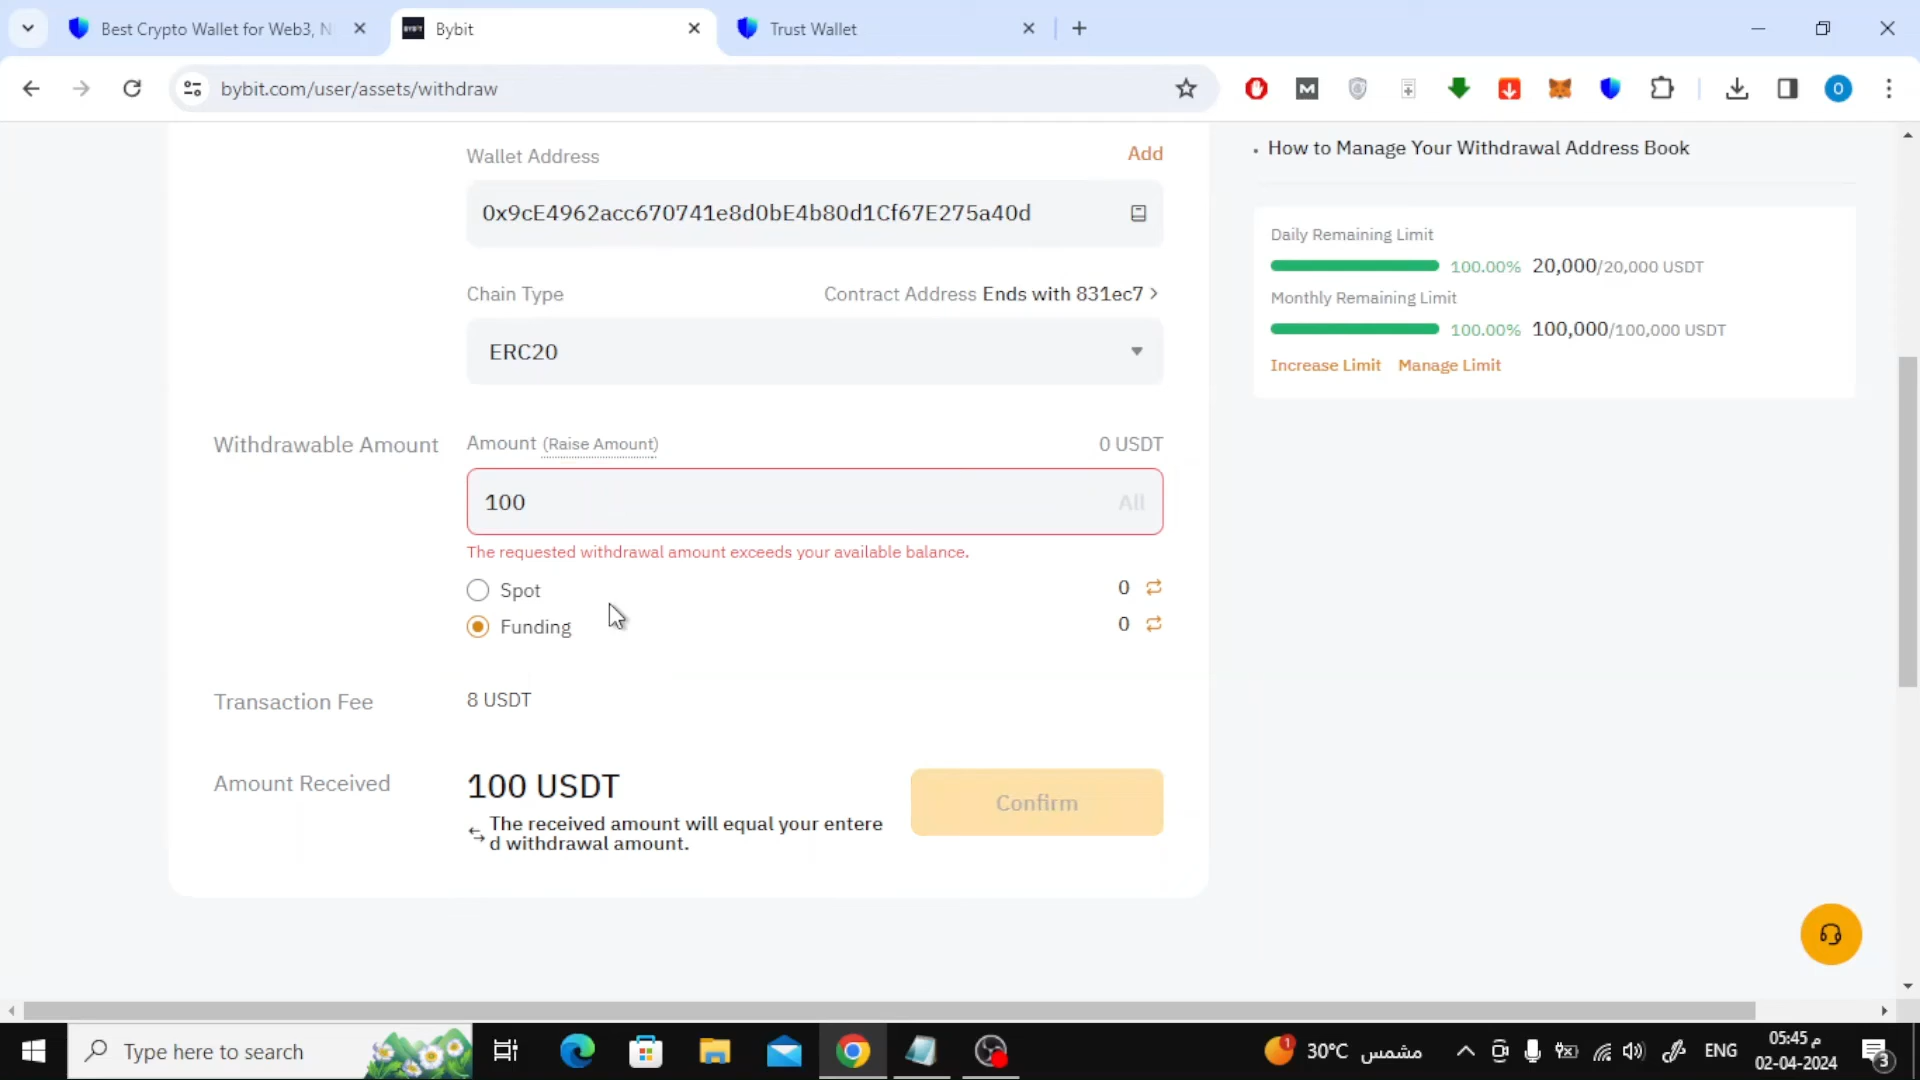 Best Crypto Wallet for Web3, N
Bybit
Trust Wallet
bybit.com/user/assets/withdraw
Wallet Address
Add
0x9cE4962acc670741e8d0bE4b80d1Cf67E275a40d
Chain Type
Contract Address Ends with 831ec7 >
ERC20
Withdrawable Amount
Amount (Raise Amount)
0 USDT
100
All
The requested withdrawal amount exceeds your available balance.
Spot
0
Funding
0
Transaction Fee
8 USDT
Amount Received
100 USDT
The received amount will equal your entere
d withdrawal amount.
Confirm
• How to Manage Your Withdrawal Address Book
Daily Remaining Limit
100.00% 20,000/20,000 USDT
Monthly Remaining Limit
100.00% 100,000/100,000 USDT
Increase Limit Manage Limit
Type here to search
1
30°C مشمس
ENG
05:45 م
02-04-2024
3